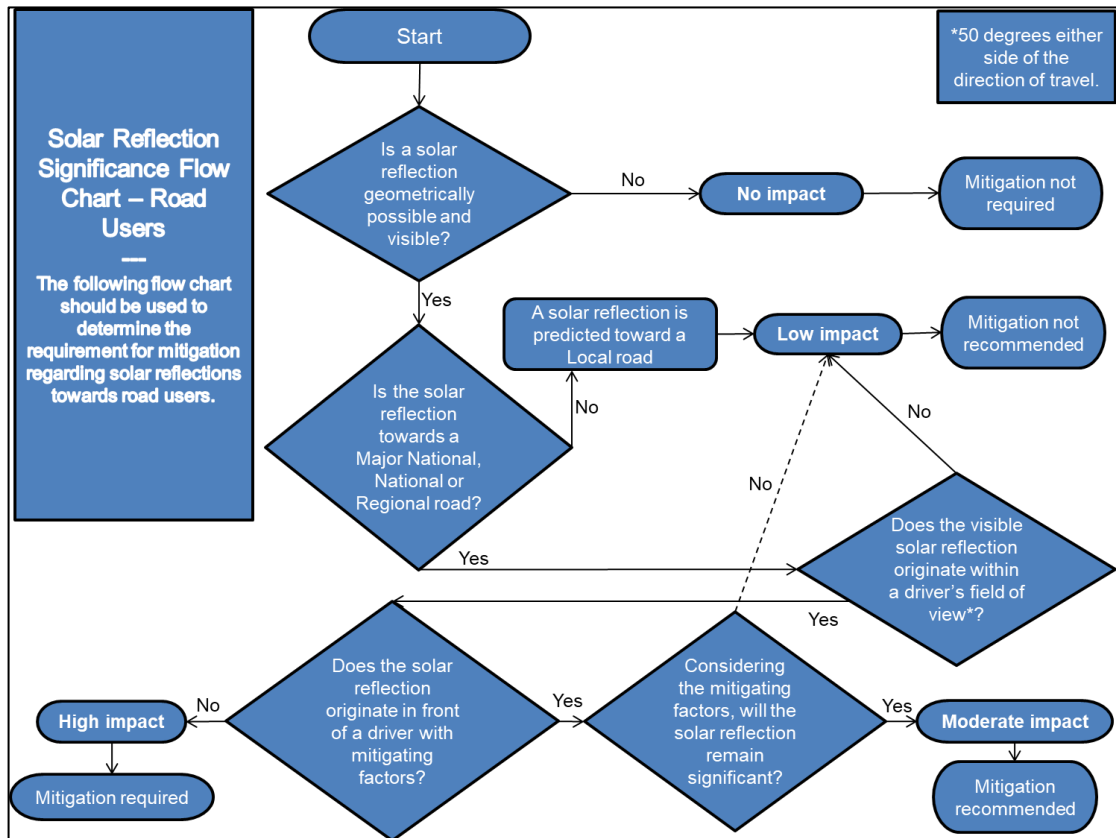 Solar Reflection
Significance Flow
Chart – Road
Users
---
The following flow chart
should be used to
determine the
requirement for mitigation
regarding solar reflections
towards road users.
Start
*50 degrees either
side of the
direction of travel.
Is a solar
reflection
geometrically
possible and
visible?
No
No impact
Mitigation not
required
Yes
Is the solar
reflection
towards a
Major National,
National or
Regional road?
No
A solar reflection is
predicted toward a
Local road
Low impact
Mitigation not
recommended
Yes
Does the visible
solar reflection
originate within
a driver's field of
view*?
No
Yes
Does the solar
reflection
originate in front
of a driver with
mitigating
factors?
No
High impact
Mitigation required
Yes
Considering
the mitigating
factors, will the
solar reflection
remain
significant?
No
Yes
Moderate impact
Mitigation
recommended